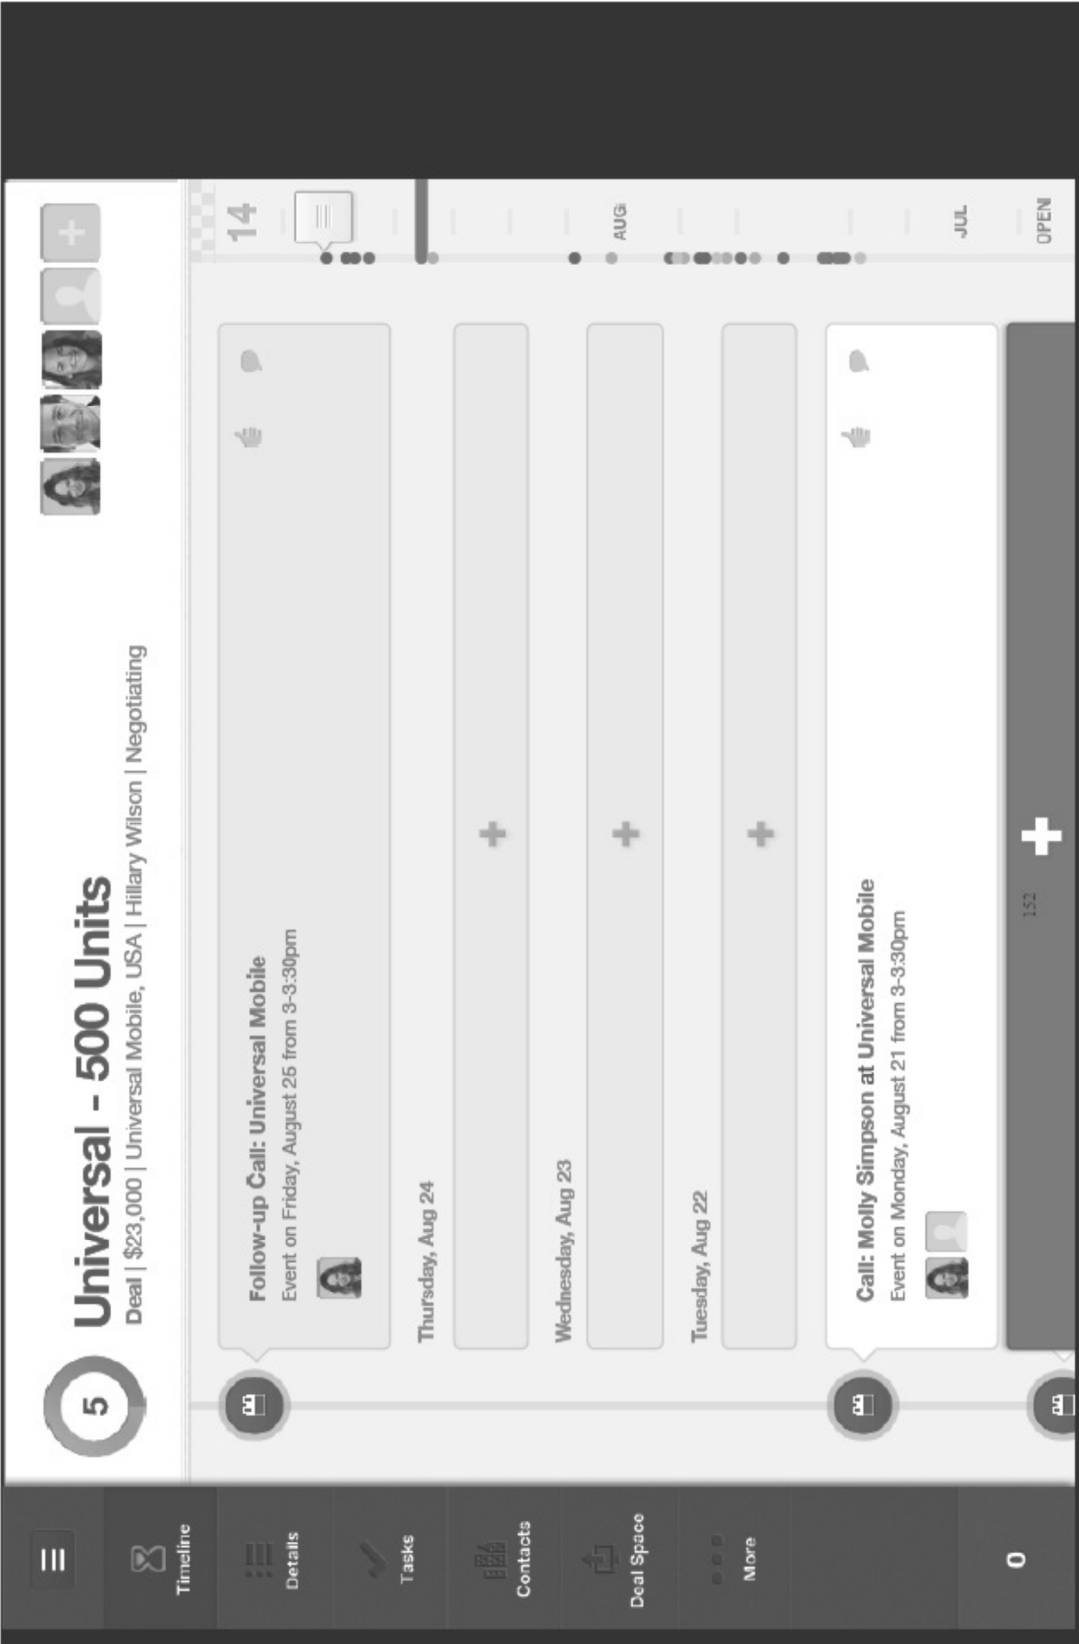 5
Universal - 500 Units
Deal | $23,000 | Universal Mobile, USA | Hillary Wilson | Negotiating
Timeline
Details
Tasks
Contacts
Deal Space
More
0
Follow-up Call: Universal Mobile
Event on Friday, August 25 from 3-3:30pm
Thursday, Aug 24
Wednesday, Aug 23
Tuesday, Aug 22
Call: Molly Simpson at Universal Mobile
Event on Monday, August 21 from 3-3:30pm
152
14
AUG
JUL
OPEN